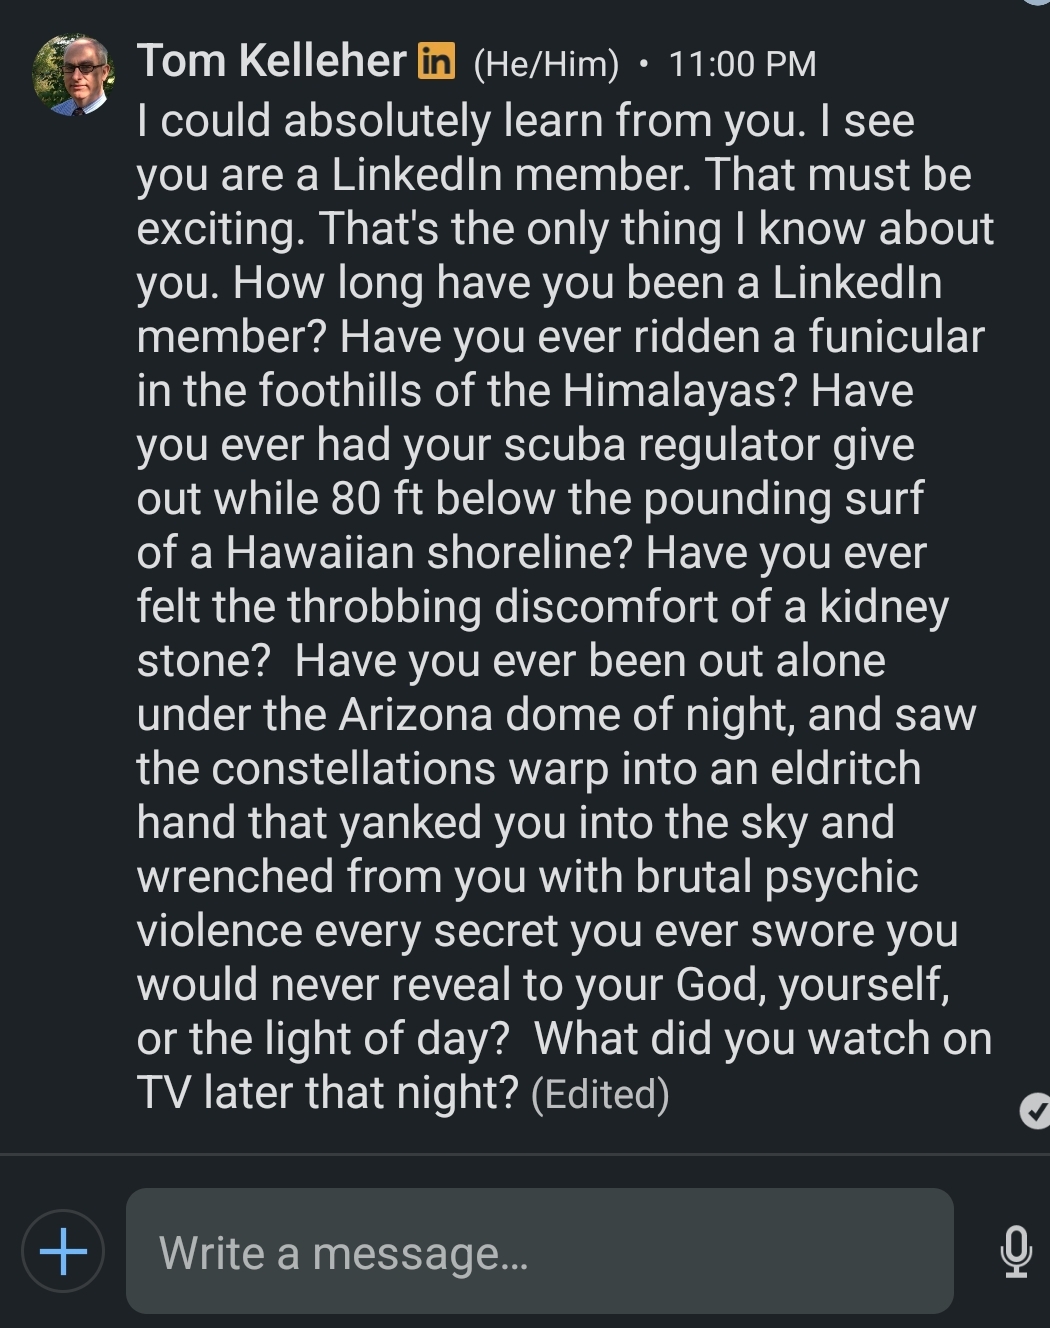 Tom Kelleher in (He/Him) • 11:00 PM
I could absolutely learn from you. I see
you are a LinkedIn member. That must be
exciting. That's the only thing I know about
you. How long have you been a LinkedIn
member? Have you ever ridden a funicular
in the foothills of the Himalayas? Have
you ever had your scuba regulator give
out while 80 ft below the pounding surf
of a Hawaiian shoreline? Have you ever
felt the throbbing discomfort of a kidney
stone?  Have you ever been out alone
under the Arizona dome of night, and saw
the constellations warp into an eldritch
hand that yanked you into the sky and
wrenched from you with brutal psychic
violence every secret you ever swore you
would never reveal to your God, yourself,
or the light of day?  What did you watch on
TV later that night? (Edited)
Write a message...